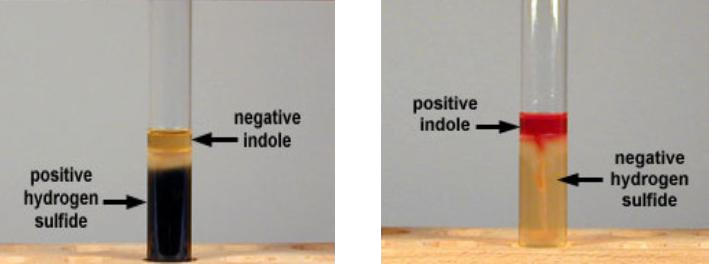 negative
indole
positive
hydrogen
sulfide
positive
indole
negative
hydrogen
sulfide